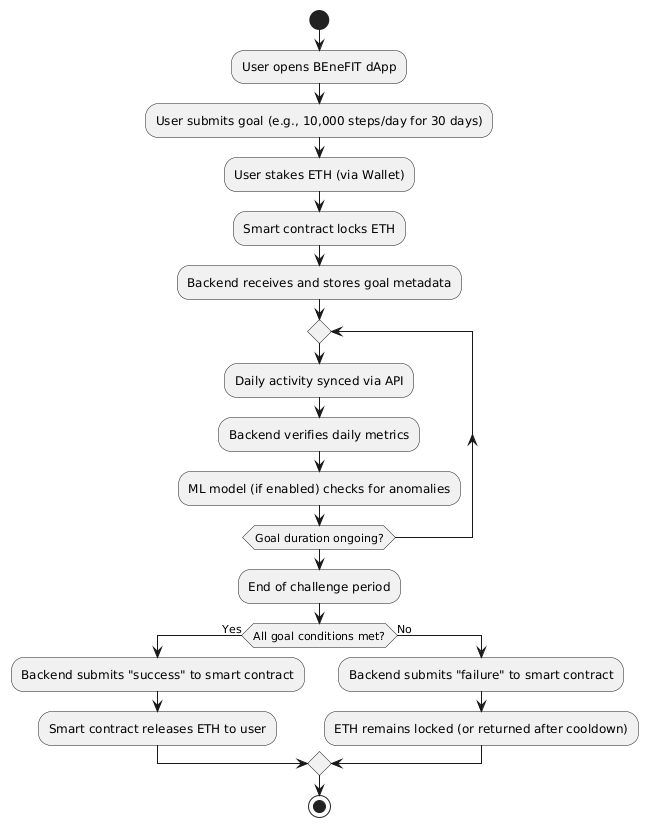 User opens BEneFIT dApp
User submits goal (e.g., 10,000 steps/day for 30 days)
User stakes ETH (via Wallet)
Smart contract locks ETH
Backend receives and stores goal metadata
Daily activity synced via API
Backend verifies daily metrics
ML model (if enabled) checks for anomalies
Goal duration ongoing?
End of challenge period
Yes
All goal conditions met?
No
Backend submits "success" to smart contract
Backend submits "failure" to smart contract
Smart contract releases ETH to user
ETH remains locked (or returned after cooldown)